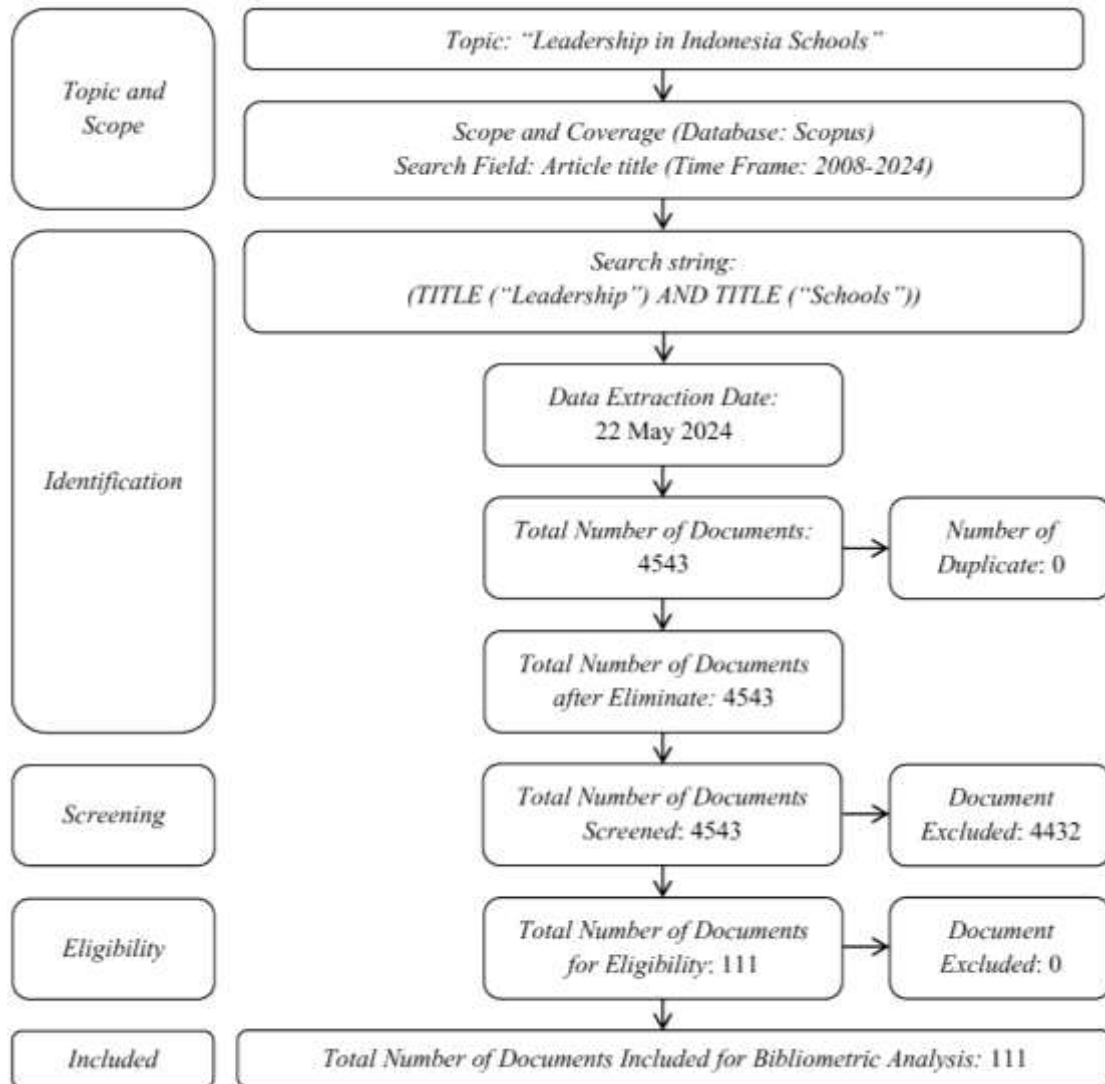 Topic and
Scope
Topic: “Leadership in Indonesia Schools”
Scope and Coverage (Database: Scopus)
Search Field: Article title (Time Frame: 2008-2024)
Identification
Search string:
(TITLE (“Leadership”) AND TITLE (“Schools”))
Data Extraction Date:
22 May 2024
Total Number of Documents:
4543
Number of
Duplicate: 0
Total Number of Documents
after Eliminate: 4543
Screening
Total Number of Documents
Screened: 4543
Document
Excluded: 4432
Eligibility
Total Number of Documents
for Eligibility: 111
Document
Excluded: 0
Included
Total Number of Documents Included for Bibliometric Analysis: 111